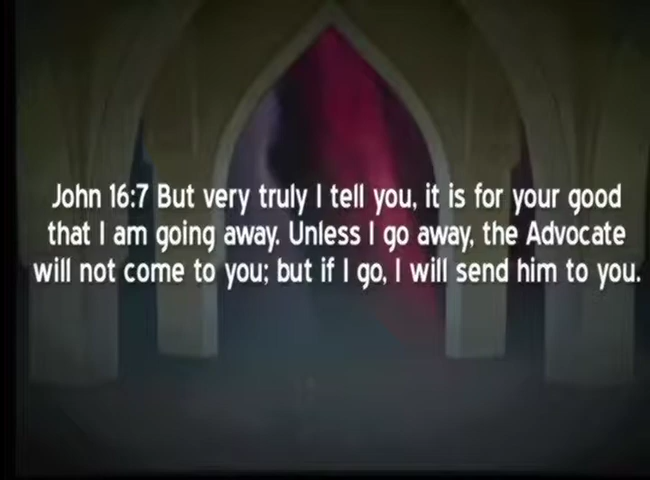 John 16:7 But very truly I tell you, it is for your good
that I am going away. Unless I go away, the Advocate
will not come to you; but if I go, I will send him to you.